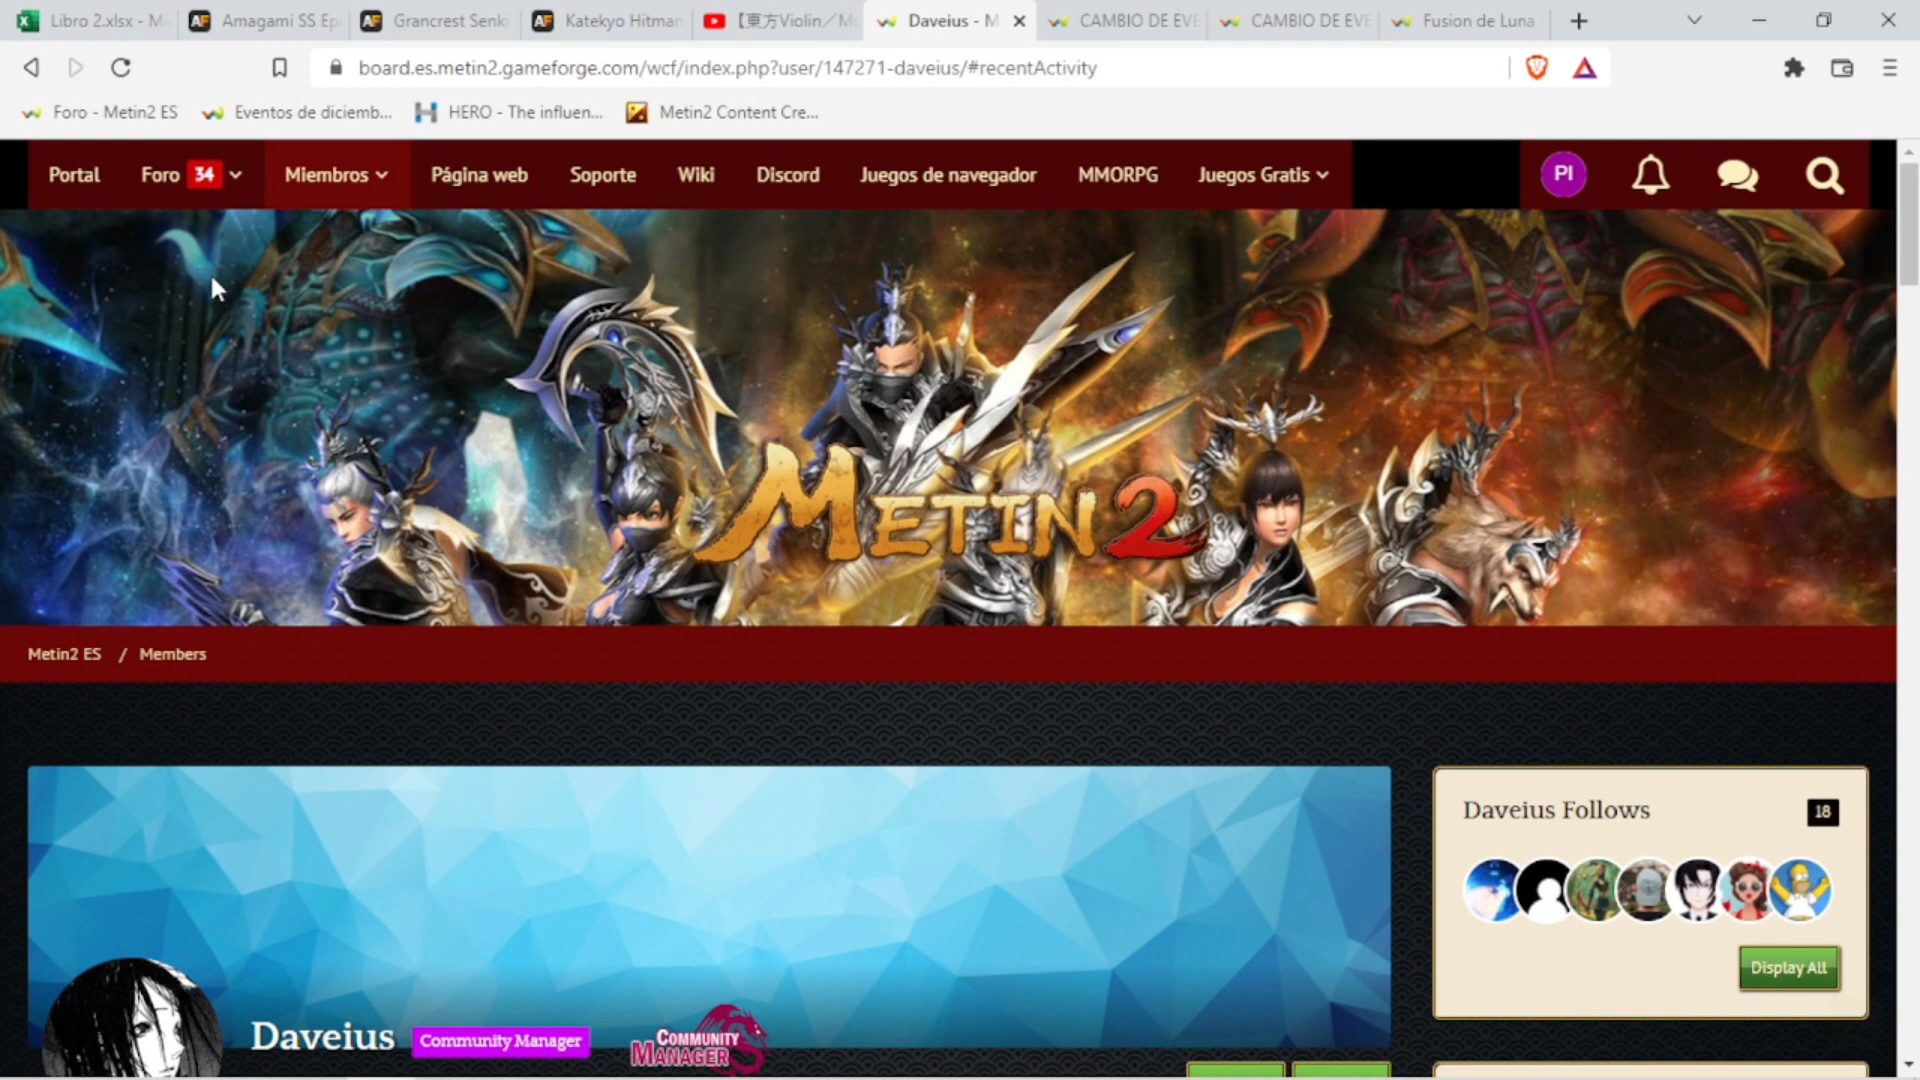 Libro 2.xlsx - Mi
Amagami SS Ep
Grancrest Senki
Katekyo Hitman
【東方Violin／M
Daveius - M
CAMBIO DE EVE
CAMBIO DE EVE
Fusion de Luna
board.es.metin2.gameforge.com/wcf/index.php?user/147271-daveius/#recentActivity
Foro - Metin2 ES
Eventos de diciemb...
HERO - The influen...
Metin2 Content Cre...
Portal
Foro 34
Miembros
Página web
Soporte
Wiki
Discord
Juegos de navegador
MMORPG
Juegos Gratis
PI
METIN2
Metin2 ES / Members
Daveius Follows 18
Display All
Daveius Community Manager
COMMUNITY
MANAGER